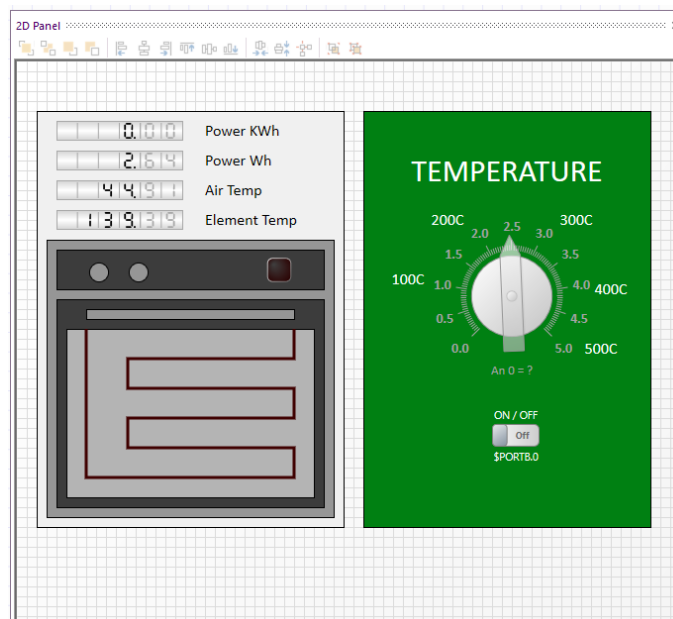 2D Panel
0.00 Power KWh
2.64 Power Wh
44.91 Air Temp
139.39 Element Temp
TEMPERATURE
200C 2.5 300C
2.0 3.0
1.5 3.5
100C 1.0 4.0 400C
0.5 4.5
0.0 5.0 500C
An 0 = ?
ON / OFF
Off
$PORTB.0